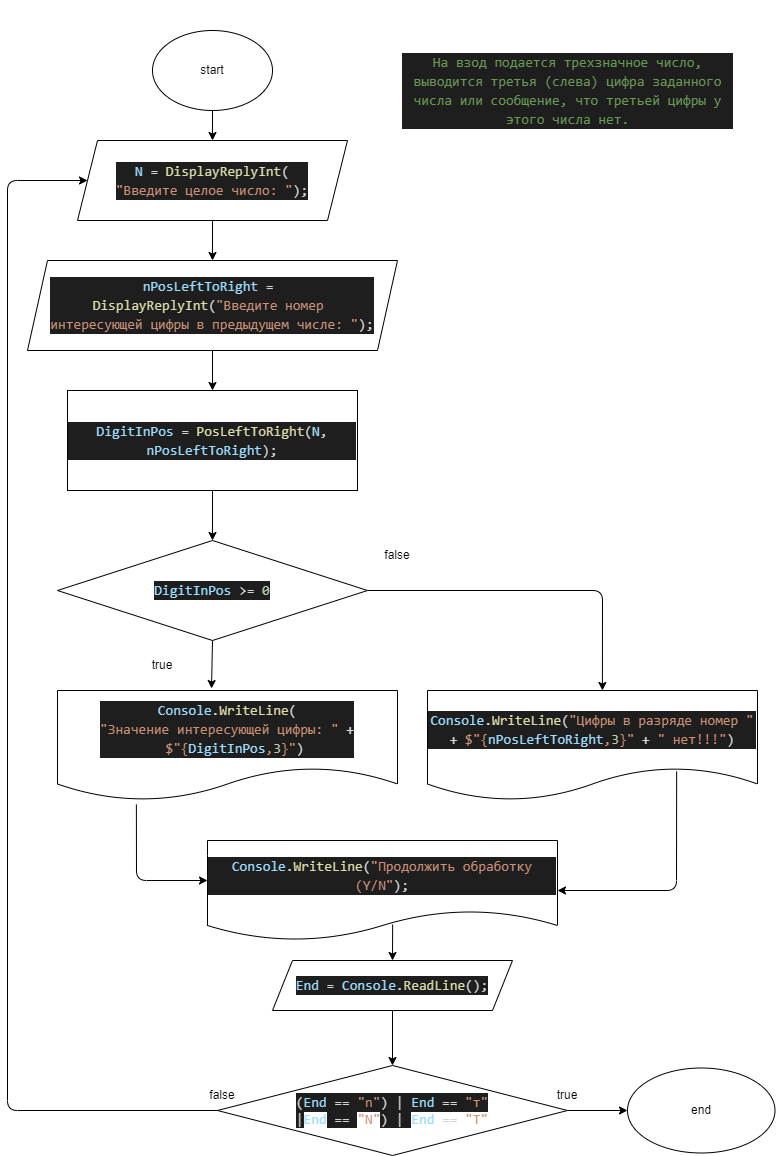 start
На взод подается трехзначное число,
выводится третья (слева) цифра заданного
числа или сообщение, что третьей цифры у
этого числа нет.
N = DisplayReplyInt(
"Введите целое число: ");
nPosLeftToRight =
DisplayReplyInt("Введите номер
интересующей цифры в предыдущем числе: ");
DigitInPos = PosLeftToRight(N,
nPosLeftToRight);
false
DigitInPos >= 0
true
Console.WriteLine(
"Значение интересующей цифры: " +
$"{DigitInPos,3}")
Console.WriteLine("Цифры в разряде номер "
+ $"{nPosLeftToRight,3}" + " нет!!!")
Console.WriteLine("Продолжить обработку
(Y/N");
End = Console.ReadLine();
false
true
(End == "n") | End == "т"
|End == "N") | End == "Т"
end